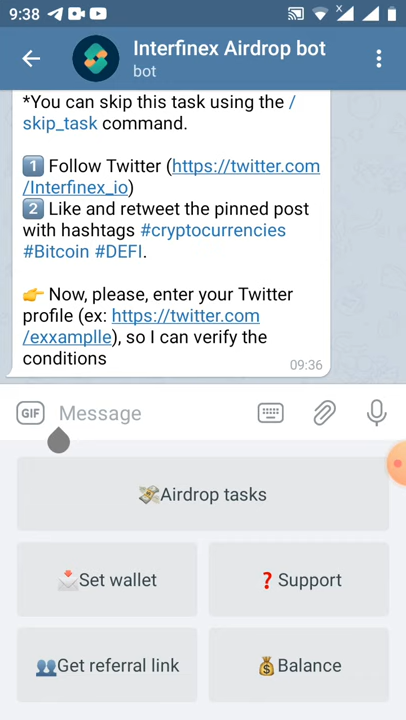 9:38
Interfinex Airdrop bot
bot
*You can skip this task using the /
skip_task command.
1 Follow Twitter (https://twitter.com
/Interfinex_io)
2 Like and retweet the pinned post
with hashtags #cryptocurrencies
#Bitcoin #DEFI.
👉 Now, please, enter your Twitter
profile (ex: https://twitter.com
/exxamplle), so I can verify the
conditions
09:36
GIF Message
💸Airdrop tasks
📩Set wallet
❓Support
👥Get referral link
💰Balance